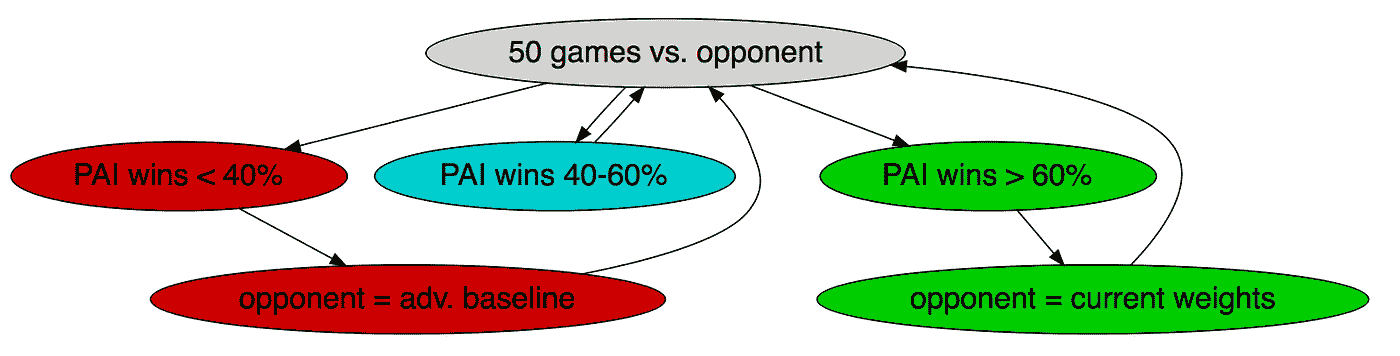 50 games vs. opponent
PAI wins < 40%
PAI wins 40-60%
PAI wins > 60%
opponent = adv. baseline
opponent = current weights